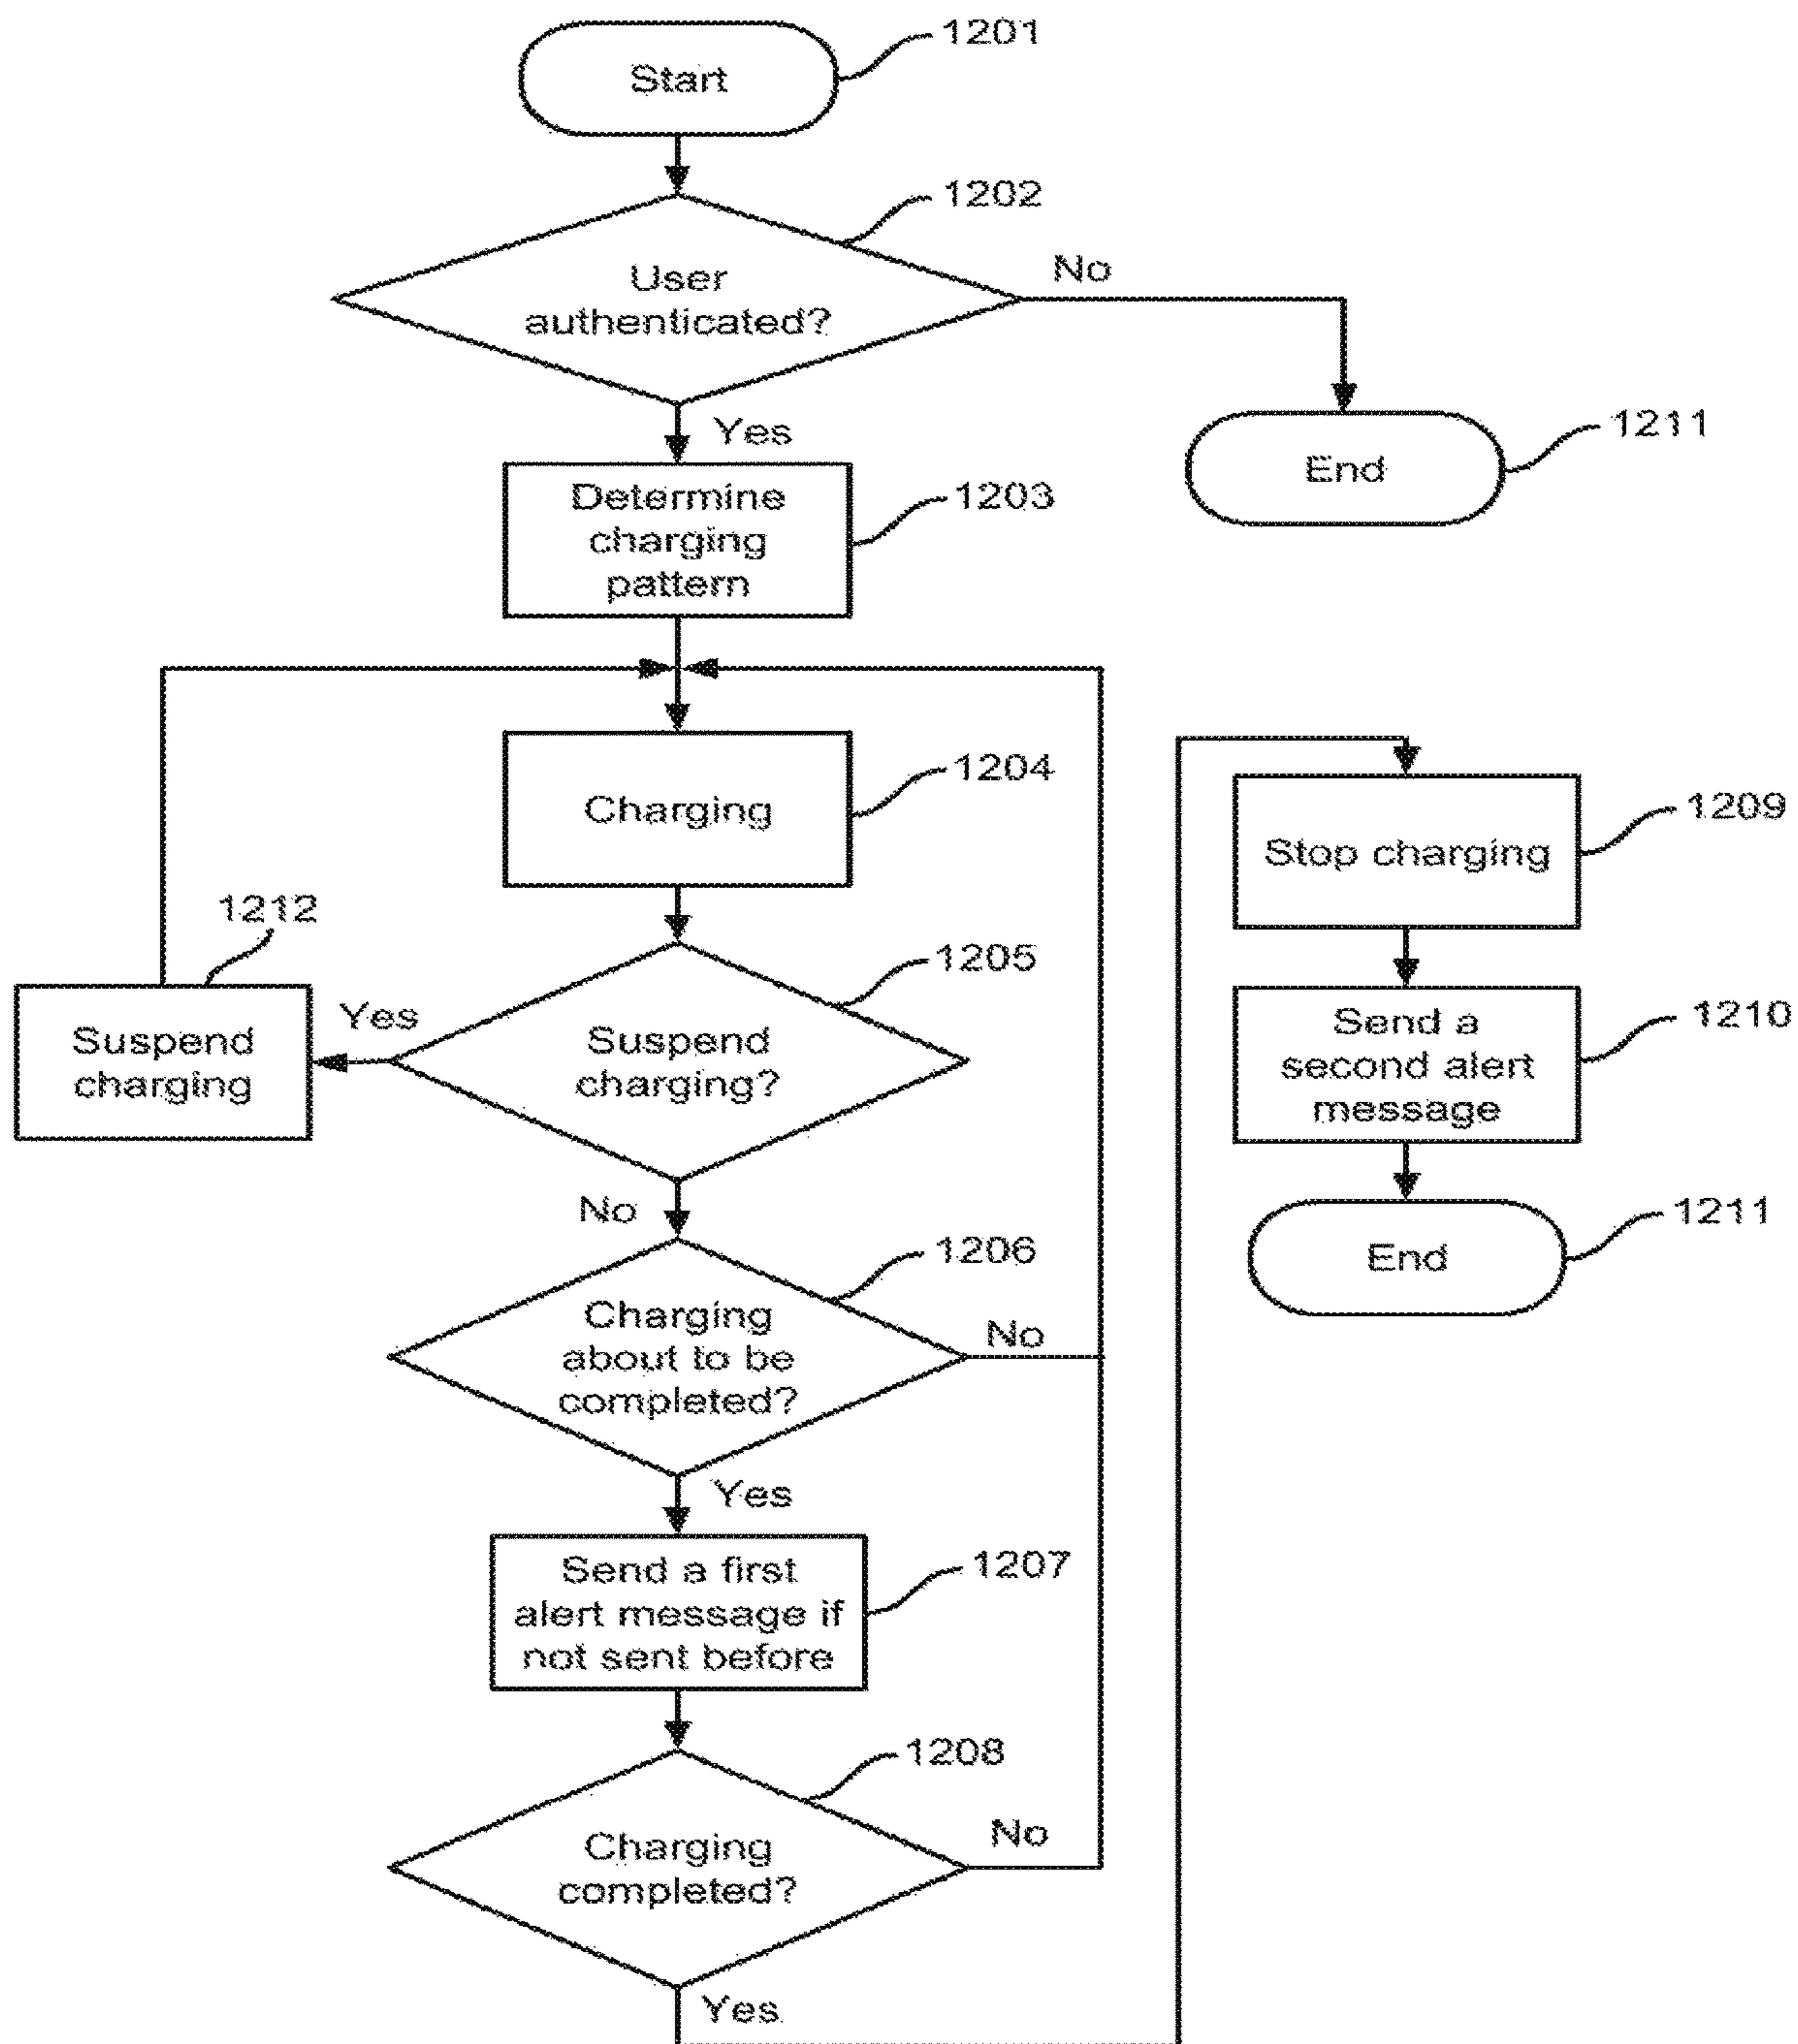 Start
1201
User
authenticated?
1202
No
Yes
End
1211
Determine
charging
pattern
1203
Charging
1204
Suspend
charging?
1205
Yes
Suspend
charging
1212
No
Charging
about to be
completed?
1206
No
Yes
Send a first
alert message if
not sent before
1207
Charging
completed?
1208
No
Yes
Stop charging
1209
Send a
second alert
message
1210
End
1211